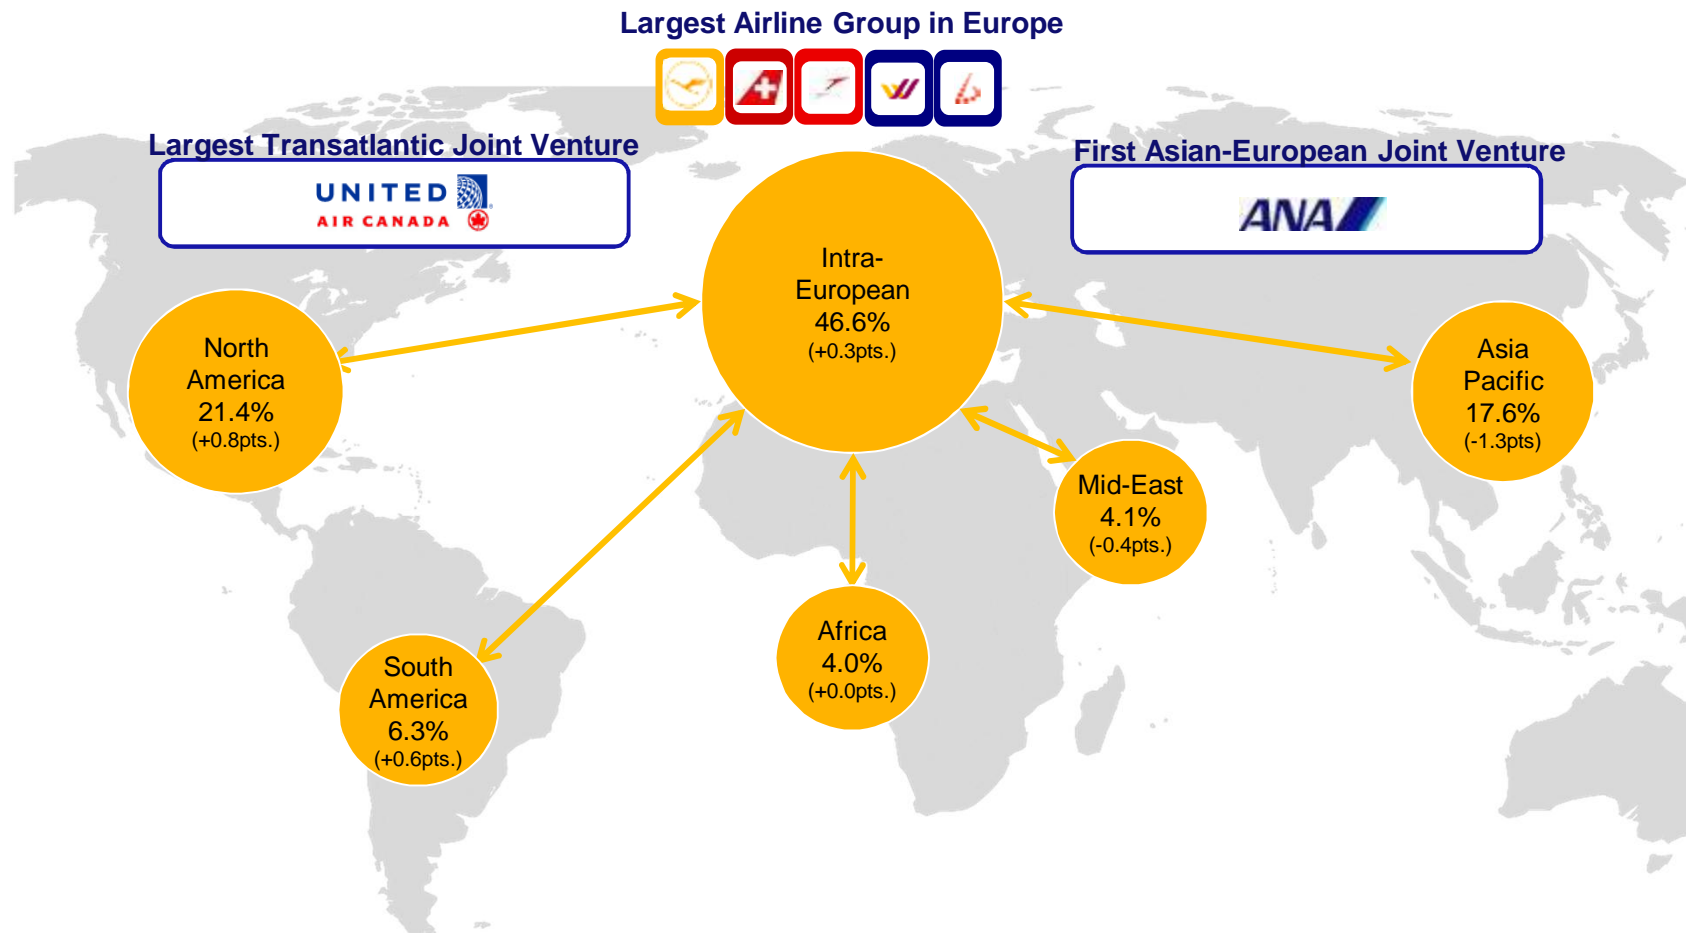 Largest Airline Group in Europe
Largest Transatlantic Joint Venture
UNITED
AIR CANADA
First Asian-European Joint Venture
ANA
Intra-
European
46.6%
(+0.3pts.)
North
America
21.4%
(+0.8pts.)
Asia
Pacific
17.6%
(-1.3pts)
Mid-East
4.1%
(-0.4pts.)
Africa
4.0%
(+0.0pts.)
South
America
6.3%
(+0.6pts.)